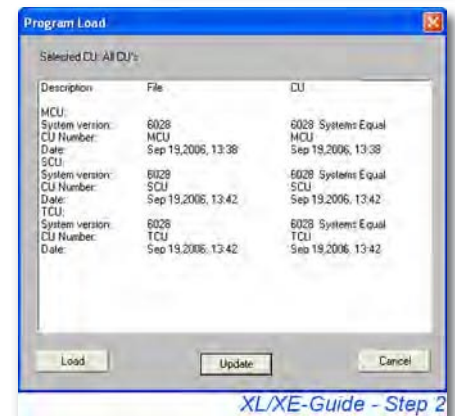 Program Load
Selected CU: All CU's
Description File CU
MCU:
System version: 6028 6028 Systems Equal
CU Number: MCU MCU
Date: Sep 19,2006, 13:38 Sep 19,2006, 13:38
SCU:
System version: 6028 6028 Systems Equal
CU Number: SCU SCU
Date: Sep 19,2006, 13:42 Sep 19,2006, 13:42
TCU:
System version: 6028 6028 Systems Equal
CU Number: TCU TCU
Date: Sep 19,2006, 13:42 Sep 19,2006, 13:42
Load Update Cancel
XL/XE-Guide - Step 2